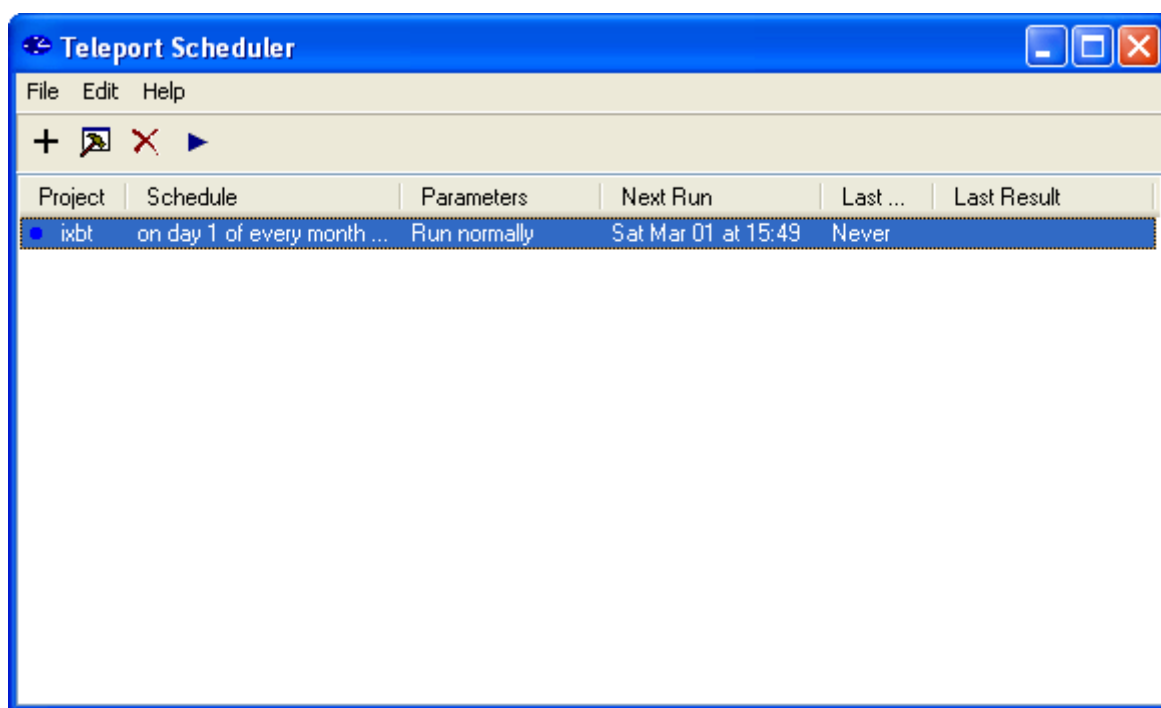 Teleport Scheduler
File Edit Help
Project Schedule Parameters Next Run Last ... Last Result
ixbt on day 1 of every month ... Run normally Sat Mar 01 at 15:49 Never